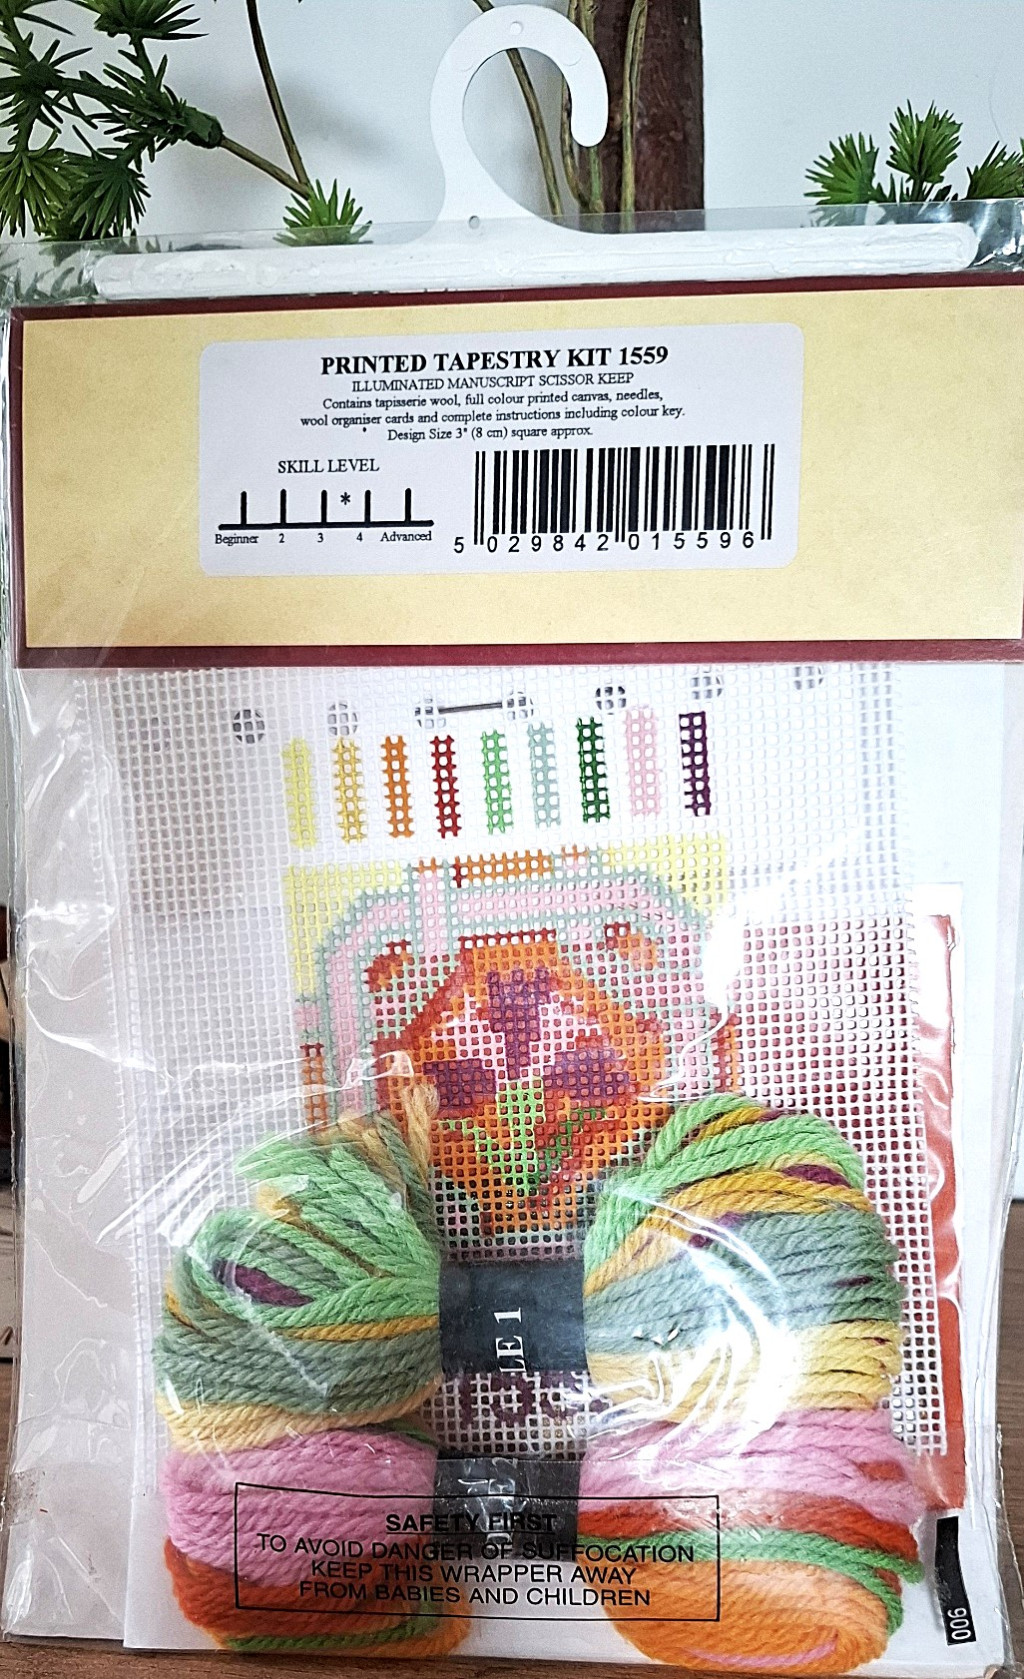 PRINTED TAPESTRY KIT 1559
ILLUMINATED MANUSCRIPT SCISSOR KEEP
Contains tapisserie wool, full colour printed canvas, needles,
wool organiser cards and complete instructions including colour key.
Design Size 3" (8 cm) square approx.
SKILL LEVEL
*
Beginner 2 3 4 Advanced
5 029842 015596
LE 1
SAFETY FIRST
TO AVOID DANGER OF SUFFOCATION
KEEP THIS WRAPPER AWAY
FROM BABIES AND CHILDREN
006